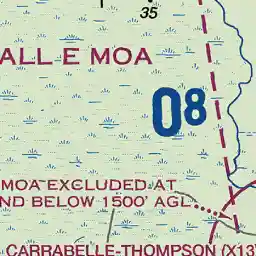 35
ALL E MOA
08
MOA EXCLUDED AT
ND BELOW 1500' AGL
CARRABELLE-THOMPSON (X13)